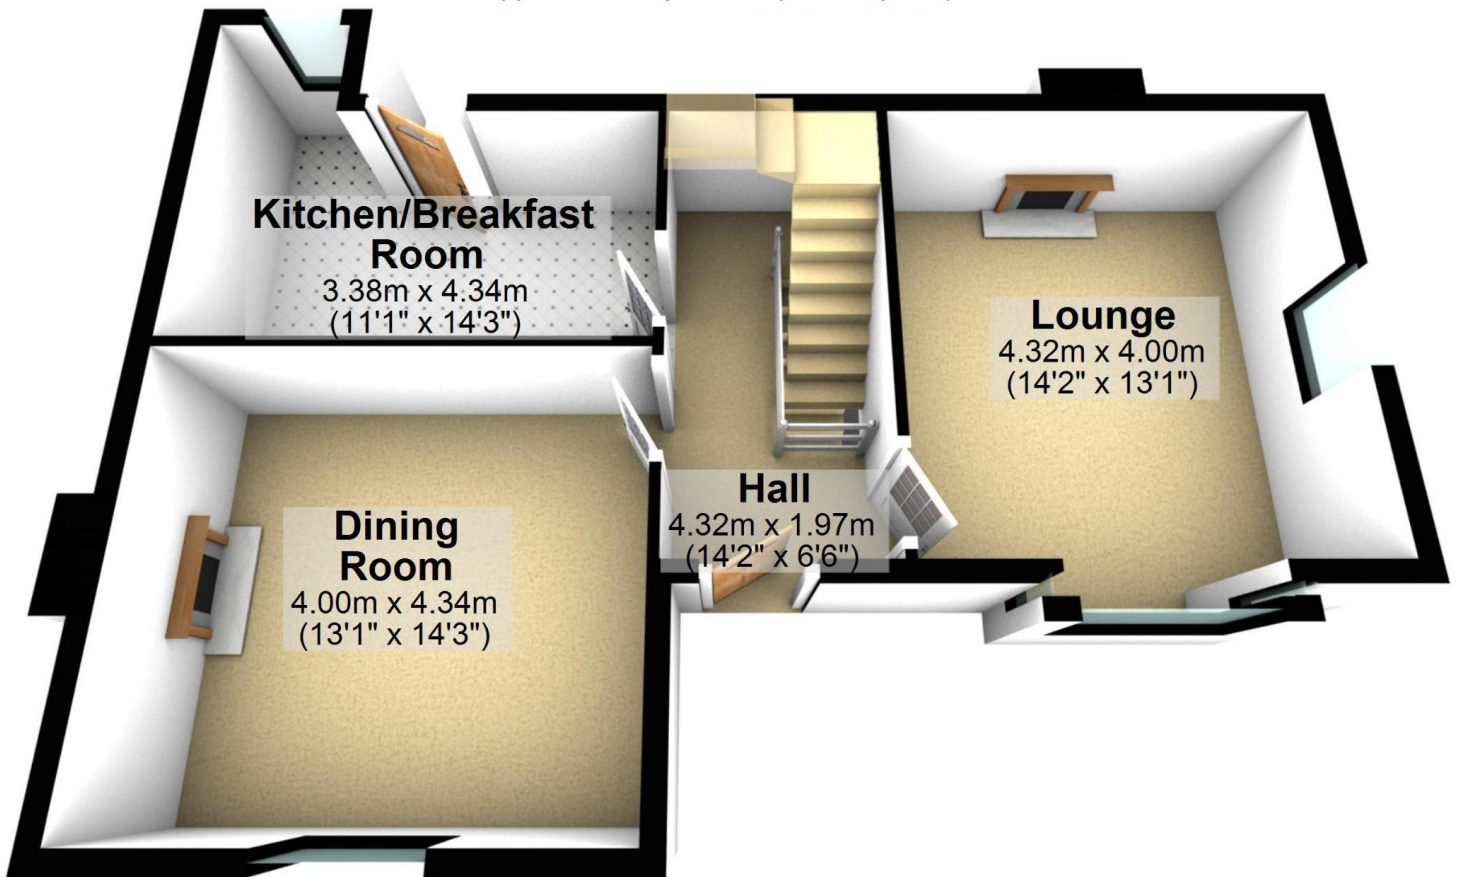 Kitchen/Breakfast
Room
3.38m x 4.34m
(11'1" x 14'3")
Lounge
4.32m x 4.00m
(14'2" x 13'1")
Hall
4.32m x 1.97m
(14'2" x 6'6")
Dining
Room
4.00m x 4.34m
(13'1" x 14'3")